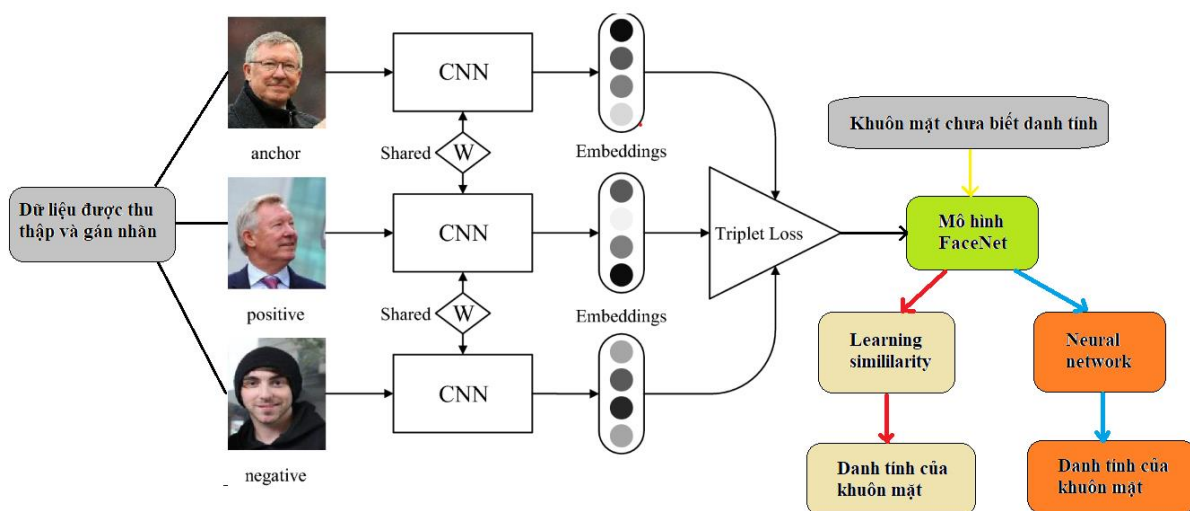 Dữ liệu được thu
thập và gán nhãn
anchor
positive
negative
CNN
Shared
W
CNN
Shared
W
CNN
Embeddings
Embeddings
Triplet Loss
Khuôn mặt chưa biết danh tính
Mô hình
FaceNet
Learning
simililarity
Neural
network
Danh tính của
khuôn mặt
Danh tính của
khuôn mặt